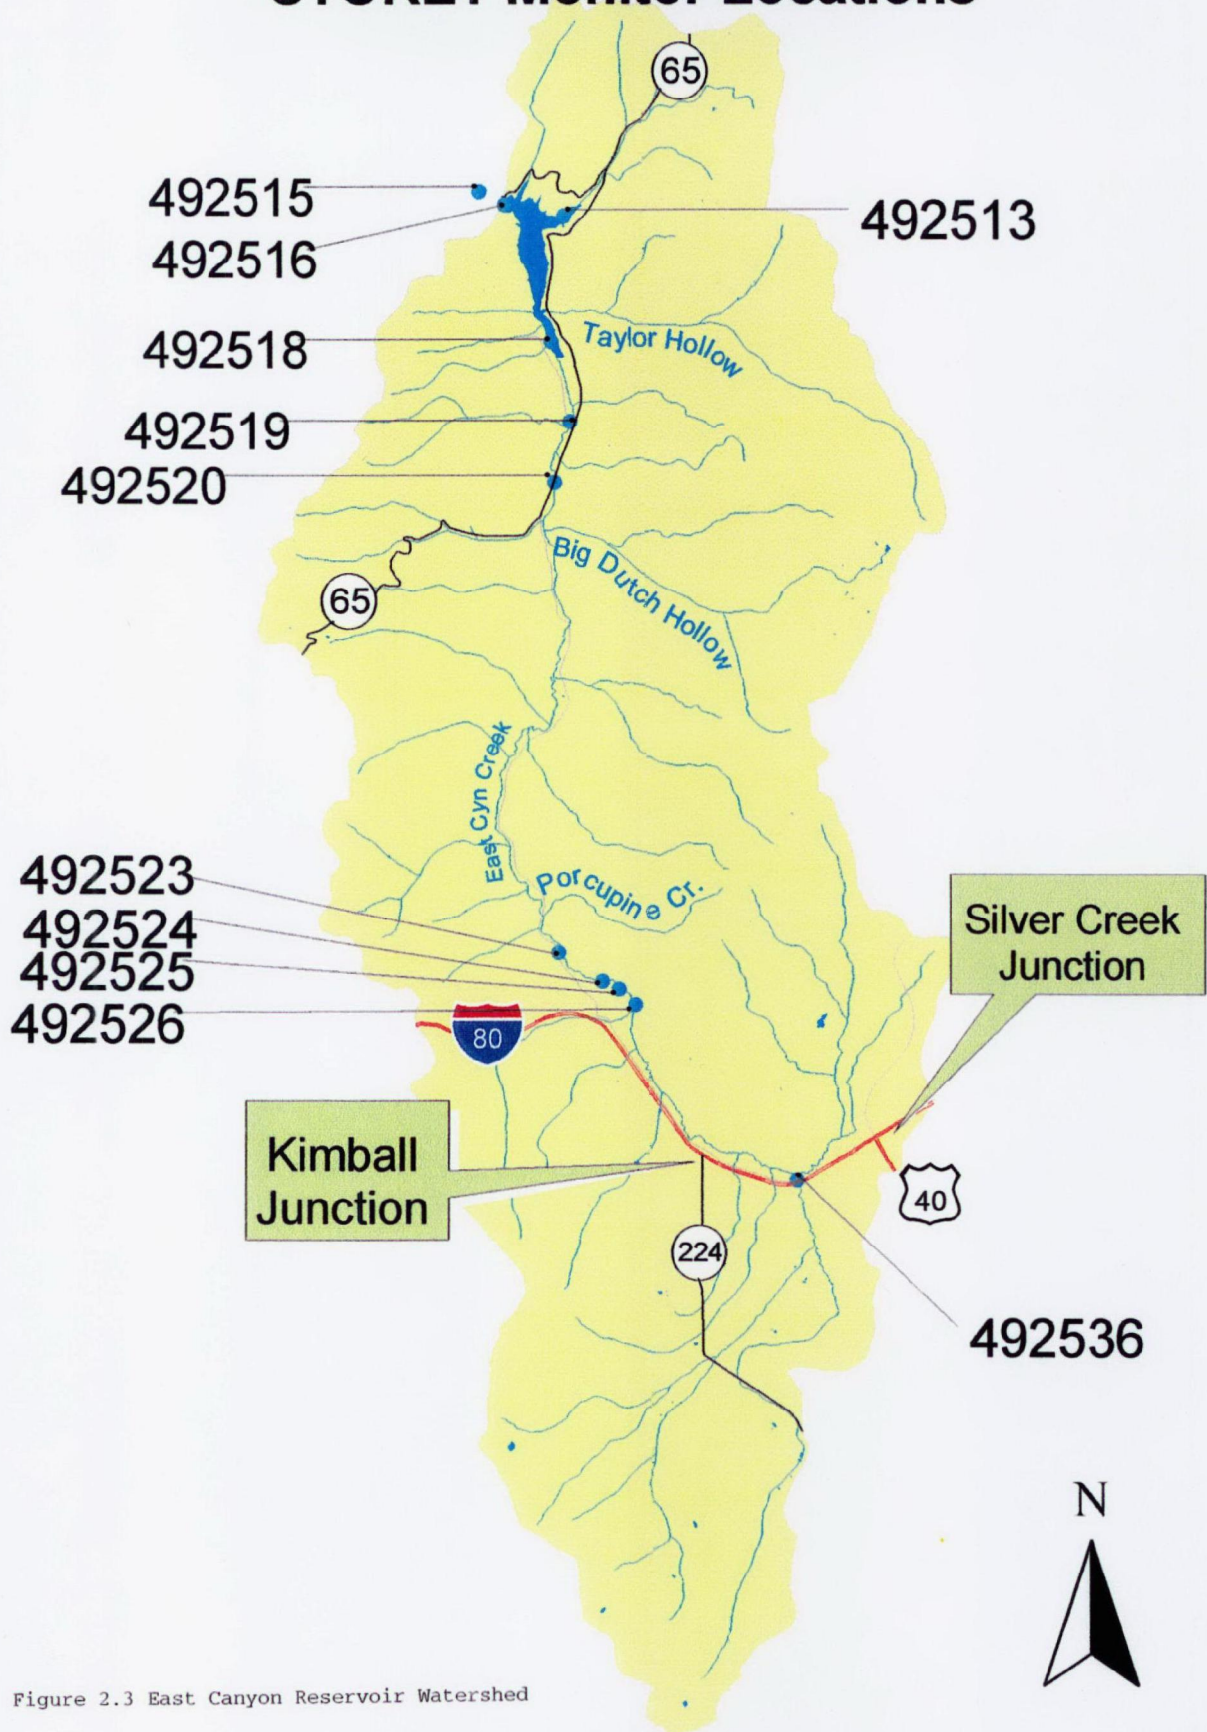 65
492515
492513
492516
492518
Taylor Hollow
492519
492520
Big Dutch Hollow
65
East Cyn Creek
492523
Porcupine Cr.
492524
Silver Creek
Junction
492525
492526
80
Kimball
Junction
40
224
492536
N
Figure 2.3 East Canyon Reservoir Watershed